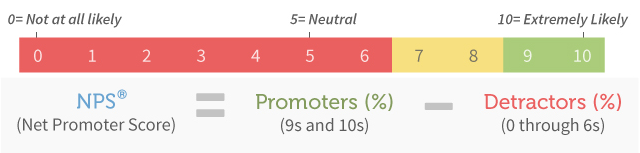 0= Not at all likely 5= Neutral 10= Extremely Likely
0 1 2 3 4 5 6 7 8 9 10
NPS® = Promoters (%) − Detractors (%)
(Net Promoter Score) (9s and 10s) (0 through 6s)